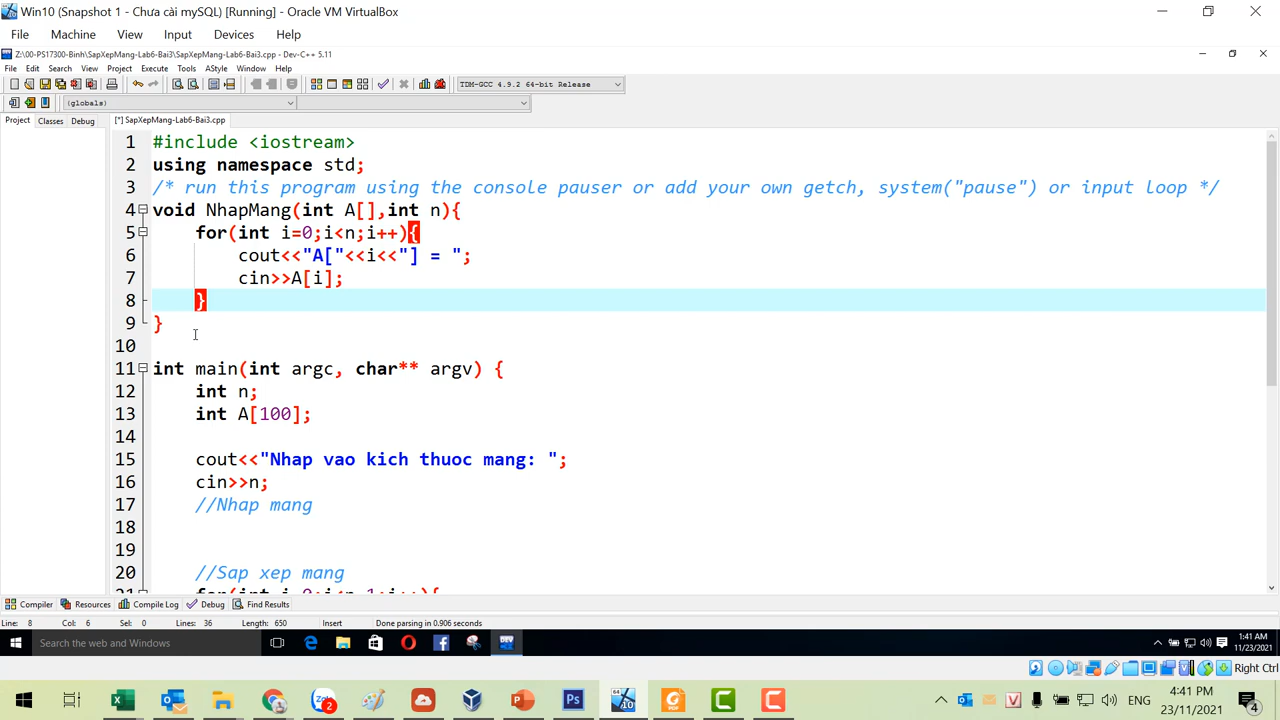 Win10 (Snapshot 1 - Chưa cài mySQL) [Running] - Oracle VM VirtualBox
File Machine View Input Devices Help
Z:\00-PS17300-Binh\SapXepMang-Lab6-Bai3\SapXepMang-Lab6-Bai3.cpp - Dev-C++ 5.11
File Edit Search View Project Execute Tools AStyle Window Help
TDM-GCC 4.9.2 64-bit Release
(globals)
Project Classes Debug [*] SapXepMang-Lab6-Bai3.cpp
1 #include <iostream>
2 using namespace std;
3 /* run this program using the console pauser or add your own getch, system("pause") or input loop */
4 void NhapMang(int A[],int n){
5 for(int i=0;i<n;i++){
6 cout<<"A["<<i<<"] = ";
7 cin>>A[i];
8 }
9 }
10
11 int main(int argc, char** argv) {
12 int n;
13 int A[100];
14
15 cout<<"Nhap vao kich thuoc mang: ";
16 cin>>n;
17 //Nhap mang
18
19
20 //Sap xep mang
21 for(int i=0;i<n-1;i++){
Compiler Resources Compile Log Debug Find Results
Line: 8 Col: 6 Sel: 0 Lines: 36 Length: 650 Insert Done parsing in 0.906 seconds
Search the web and Windows
1:41 AM
11/23/2021
Right Ctrl
ENG
4:41 PM
23/11/2021
2
10
4